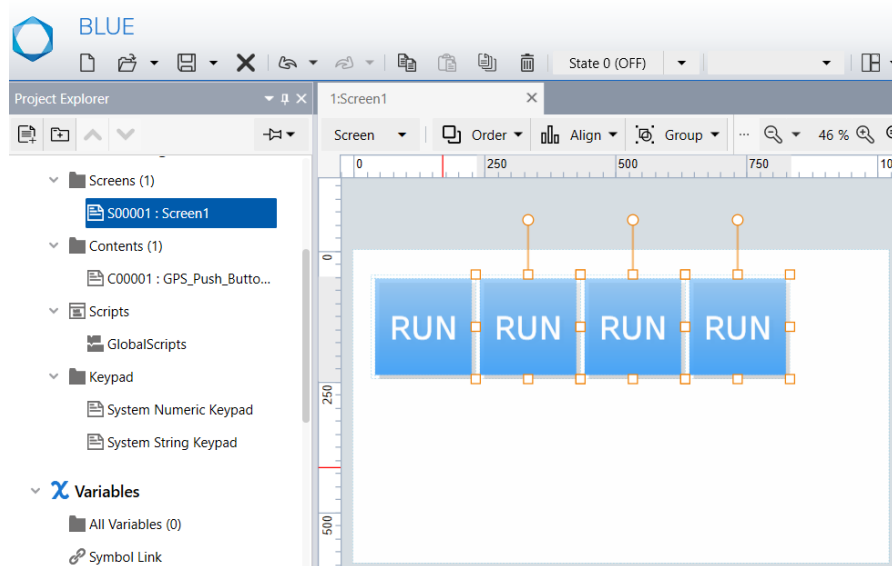 BLUE
State 0 (OFF)
Project Explorer
1:Screen1
Screen
Order
Align
Group
46 %
0
250
500
750
Screens (1)
S00001 : Screen1
Contents (1)
C00001 : GPS_Push_Butto...
Scripts
GlobalScripts
Keypad
System Numeric Keypad
System String Keypad
Variables
All Variables (0)
Symbol Link
0
250
500
RUN
RUN
RUN
RUN